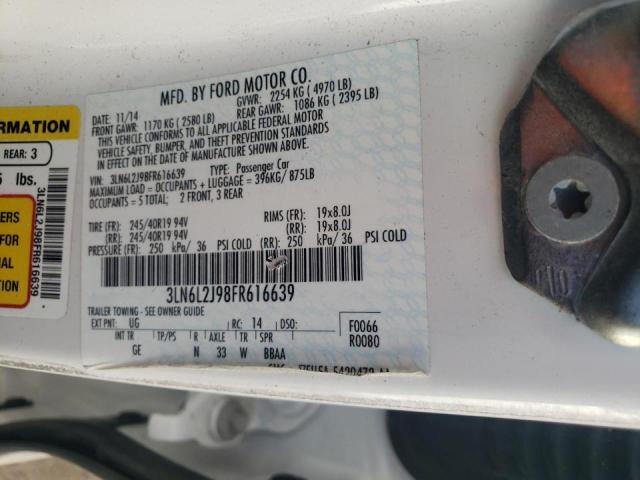 MFD. BY FORD MOTOR CO.
DATE: 11/14 GVWR: 2254 KG ( 4970 LB)
FRONT GAWR: 1170 KG ( 2580 LB) REAR GAWR: 1086 KG ( 2395 LB)
THIS VEHICLE CONFORMS TO ALL APPLICABLE FEDERAL MOTOR
VEHICLE SAFETY, BUMPER, AND THEFT PREVENTION STANDARDS
IN EFFECT ON THE DATE OF MANUFACTURE SHOWN ABOVE.
VIN: 3LN6L2J98FR616639 TYPE: Passenger Car
MAXIMUM LOAD = OCCUPANTS + LUGGAGE = 396KG/ 875LB
OCCUPANTS = 5 TOTAL; 2 FRONT, 3 REAR
TIRE (FR): 245/40R19 94V RIMS (FR): 19x8.0J
(RR): 245/40R19 94V (RR): 19x8.0J
PRESSURE (FR) 250 kPa/ 36 PSI COLD (RR) 250 kPa/ 36 PSI COLD
3LN6L2J98FR616639
TRAILER TOWING - SEE OWNER GUIDE
EXT PNT: UG RC: 14 DSO: F0066
INT TR TP/PS R AXLE TR SPR R0080
GE N 33 W BBAA
ORMATION
REAR: 3
5 lbs.
ERS
FOR
NAL
TION
3LN6L2J98FR616639